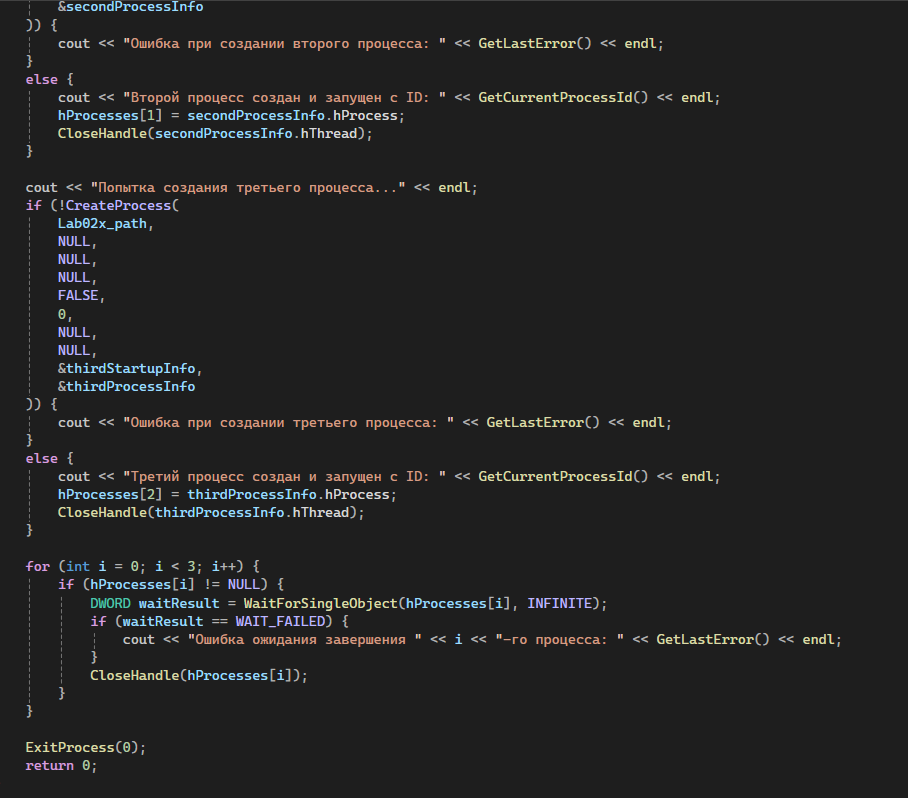 &secondProcessInfo
)) {
cout << "Ошибка при создании второго процесса: " << GetLastError() << endl;
}
else {
cout << "Второй процесс создан и запущен с ID: " << GetCurrentProcessId() << endl;
hProcesses[1] = secondProcessInfo.hProcess;
CloseHandle(secondProcessInfo.hThread);
}
cout << "Попытка создания третьего процесса..." << endl;
if (!CreateProcess(
Lab02x_path,
NULL,
NULL,
NULL,
FALSE,
0,
NULL,
NULL,
&thirdStartupInfo,
&thirdProcessInfo
)) {
cout << "Ошибка при создании третьего процесса: " << GetLastError() << endl;
}
else {
cout << "Третий процесс создан и запущен с ID: " << GetCurrentProcessId() << endl;
hProcesses[2] = thirdProcessInfo.hProcess;
CloseHandle(thirdProcessInfo.hThread);
}
for (int i = 0; i < 3; i++) {
if (hProcesses[i] != NULL) {
DWORD waitResult = WaitForSingleObject(hProcesses[i], INFINITE);
if (waitResult == WAIT_FAILED) {
cout << "Ошибка ожидания завершения " << i << "-го процесса: " << GetLastError() << endl;
}
CloseHandle(hProcesses[i]);
}
}
ExitProcess(0);
return 0;